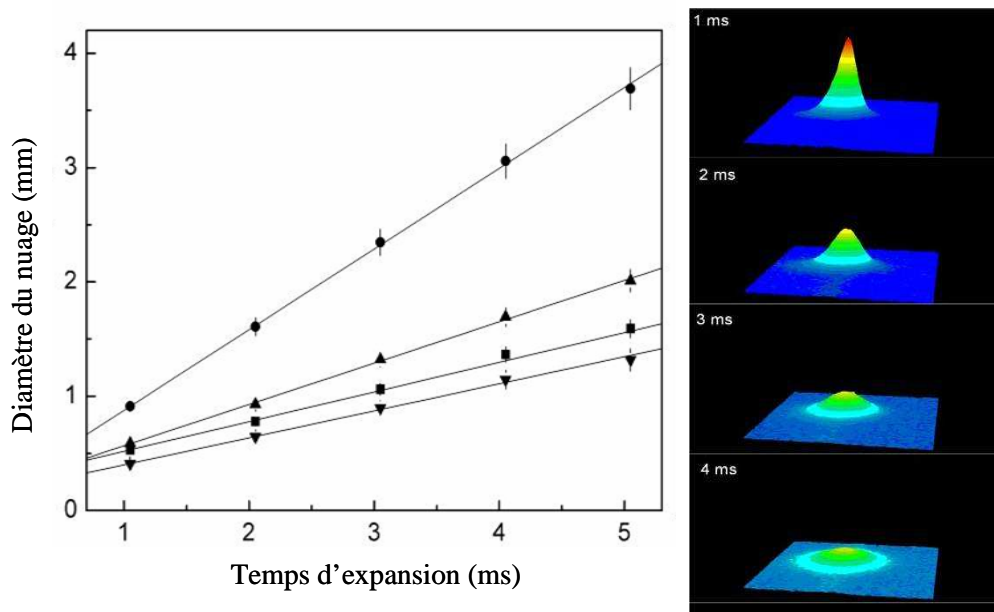 Diamètre du nuage (mm)
4
3
2
1
0
1 2 3 4 5
Temps d’expansion (ms)
1 ms
2 ms
3 ms
4 ms